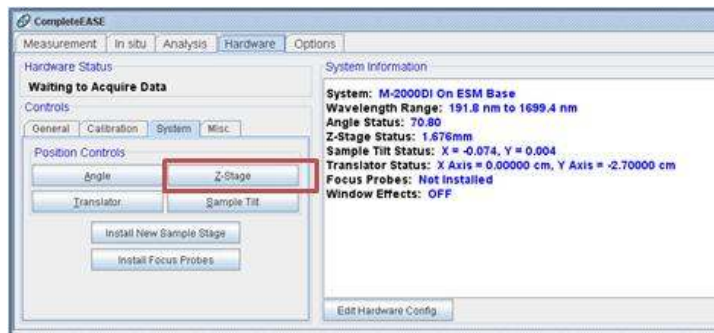 CompleteEASE
Measurement In situ Analysis Hardware Options
Hardware Status
Waiting to Acquire Data
Controls
General Calibration System Misc.
Position Controls
Angle Z-Stage
Translator Sample Tilt
Install New Sample Stage
Install Focus Probes
System Information
System: M-2000DI On ESM Base
Wavelength Range: 191.8 nm to 1699.4 nm
Angle Status: 70.80
Z-Stage Status: 1.676mm
Sample Tilt Status: X = -0.074, Y = 0.004
Translator Status: X Axis = 0.00000 cm, Y Axis = -2.70000 cm
Focus Probes: Not Installed
Window Effects: OFF
Edit Hardware Config.